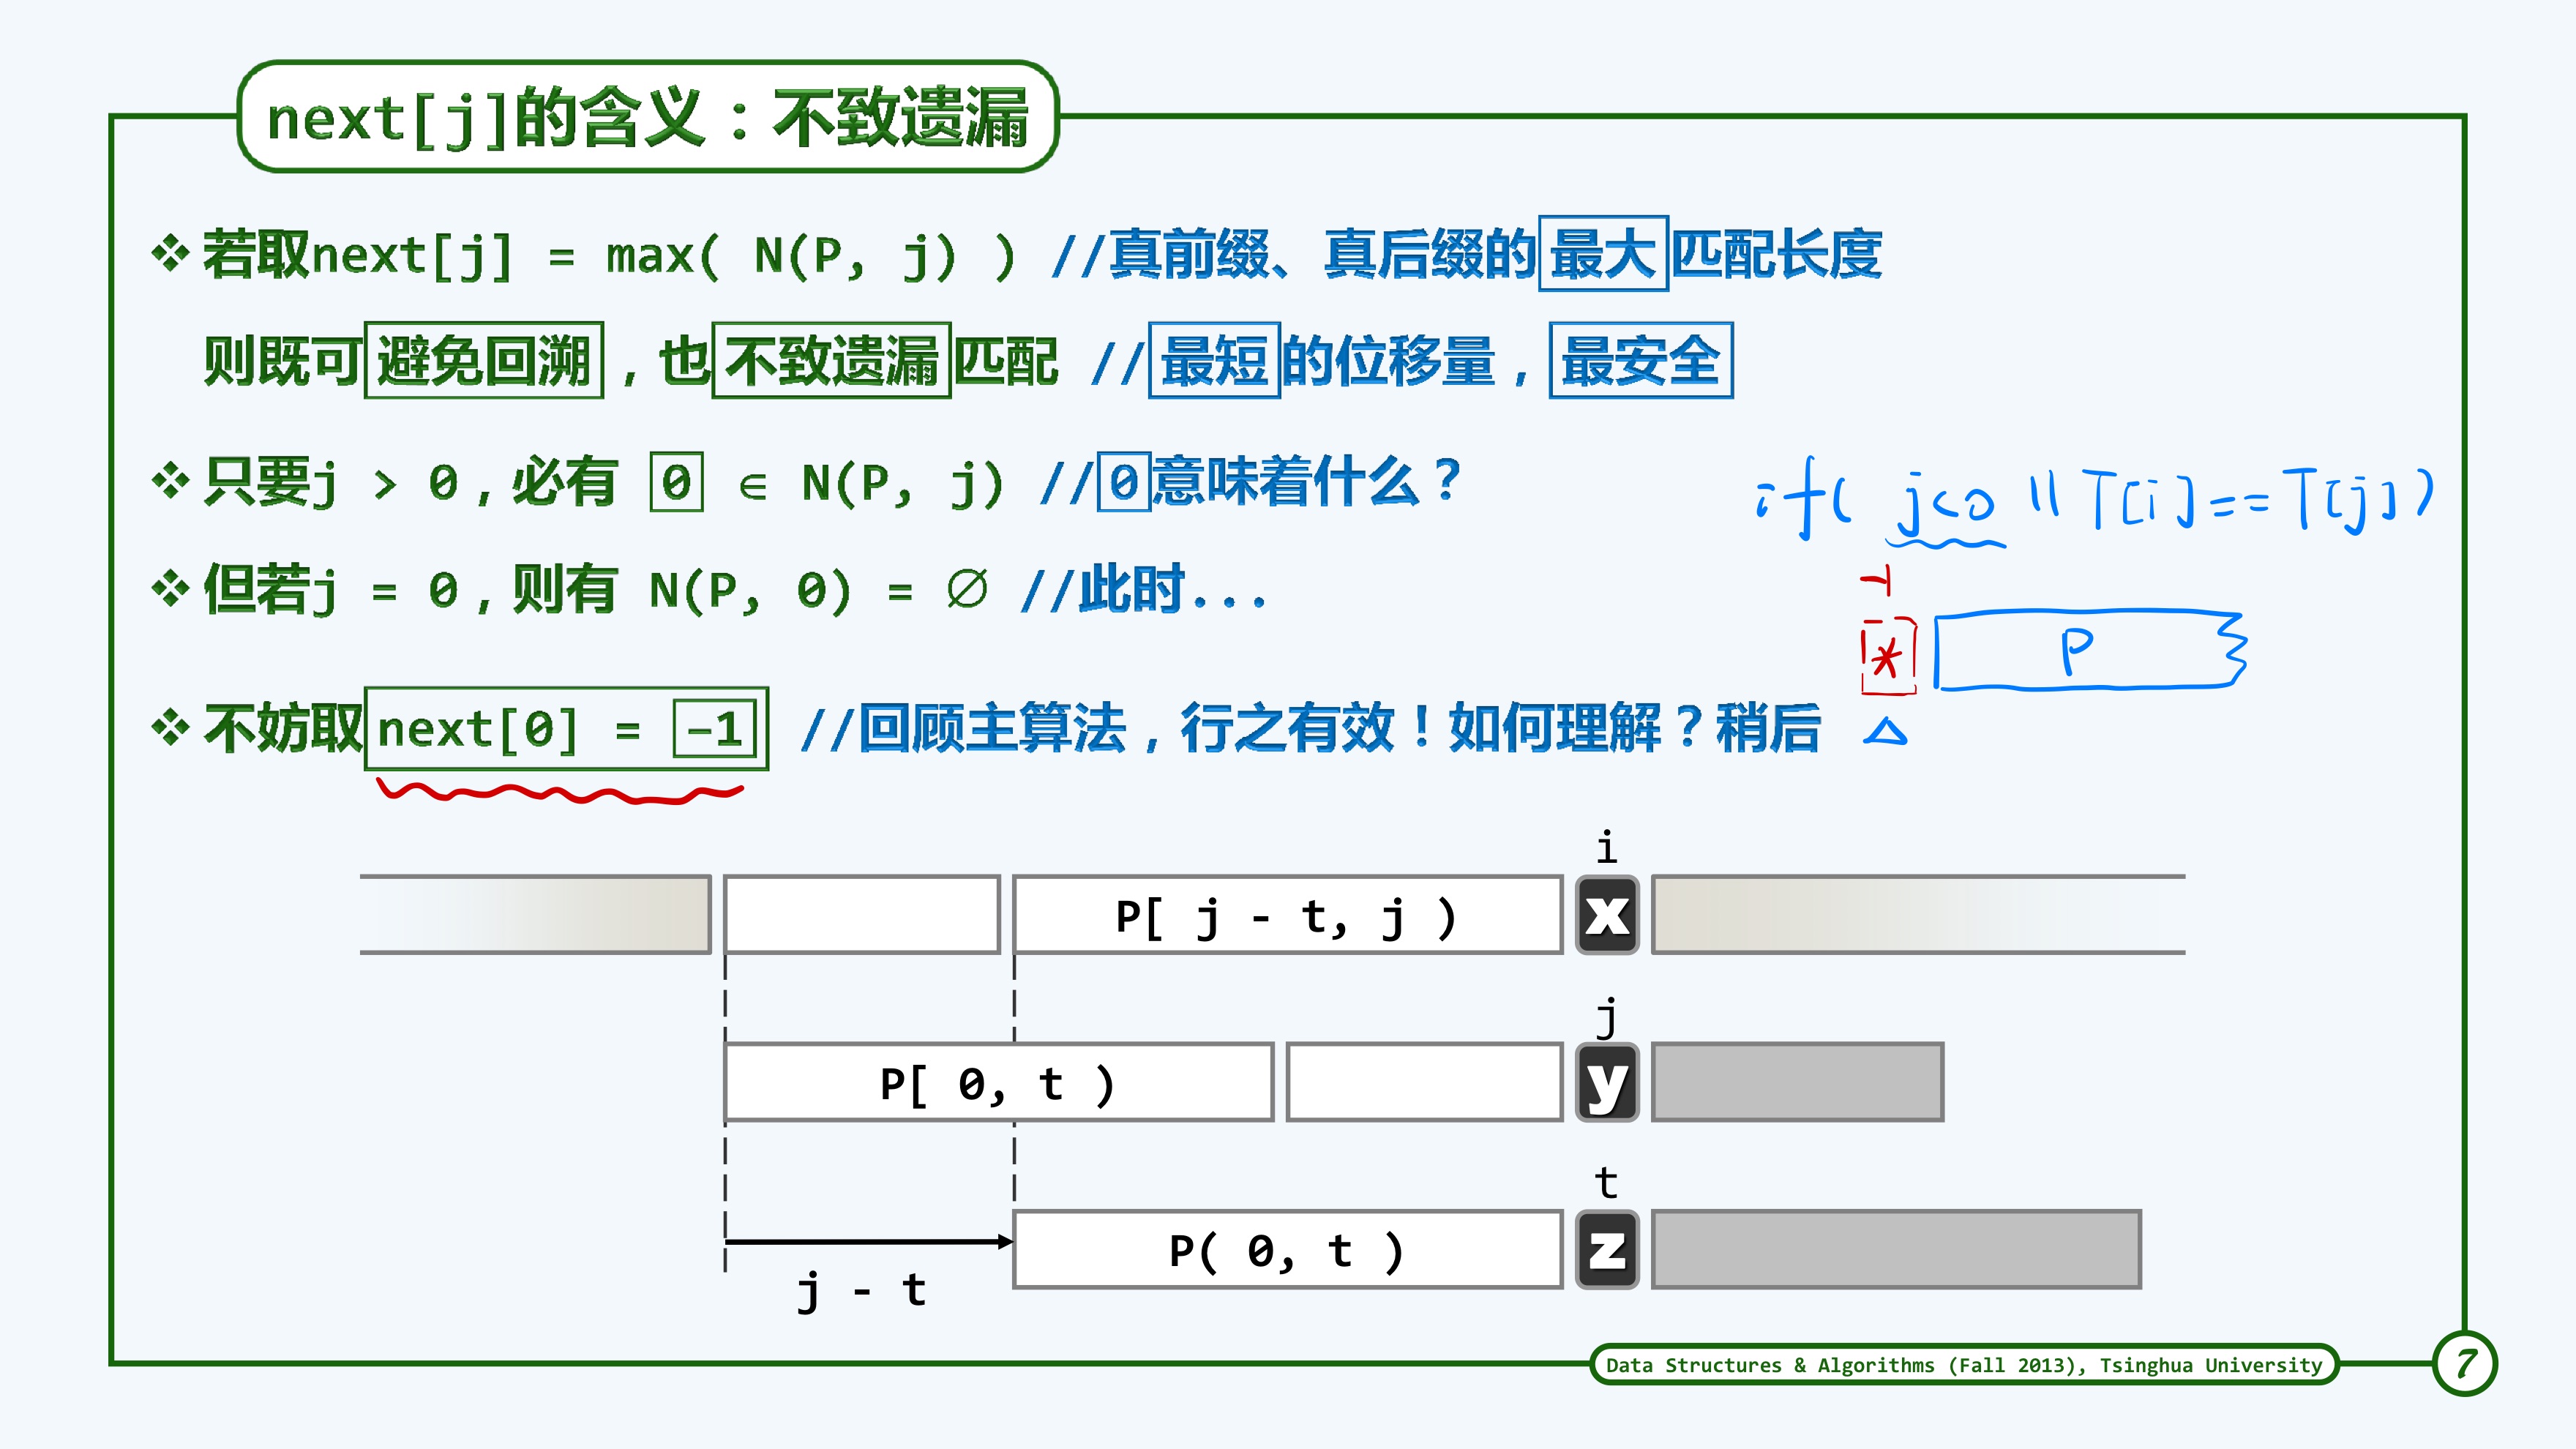 next[j]的含义：不致遗漏
❖ 若取next[j] = max( N(P, j) ) //真前缀、真后缀的最大匹配长度
则既可避免回溯，也不致遗漏匹配 //最短的位移量，最安全
❖ 只要j > 0，必有 0 ∈ N(P, j) //0意味着什么？
if( j<0 || T[i]==T[j])
❖ 但若j = 0，则有 N(P, 0) = ∅ //此时...
-1
* P
❖ 不妨取next[0] = -1 //回顾主算法，行之有效！如何理解？稍后
i
P[ j - t, j ) x
j
P[ 0, t ) y
t
P( 0, t ) z
j - t
Data Structures & Algorithms (Fall 2013), Tsinghua University 7